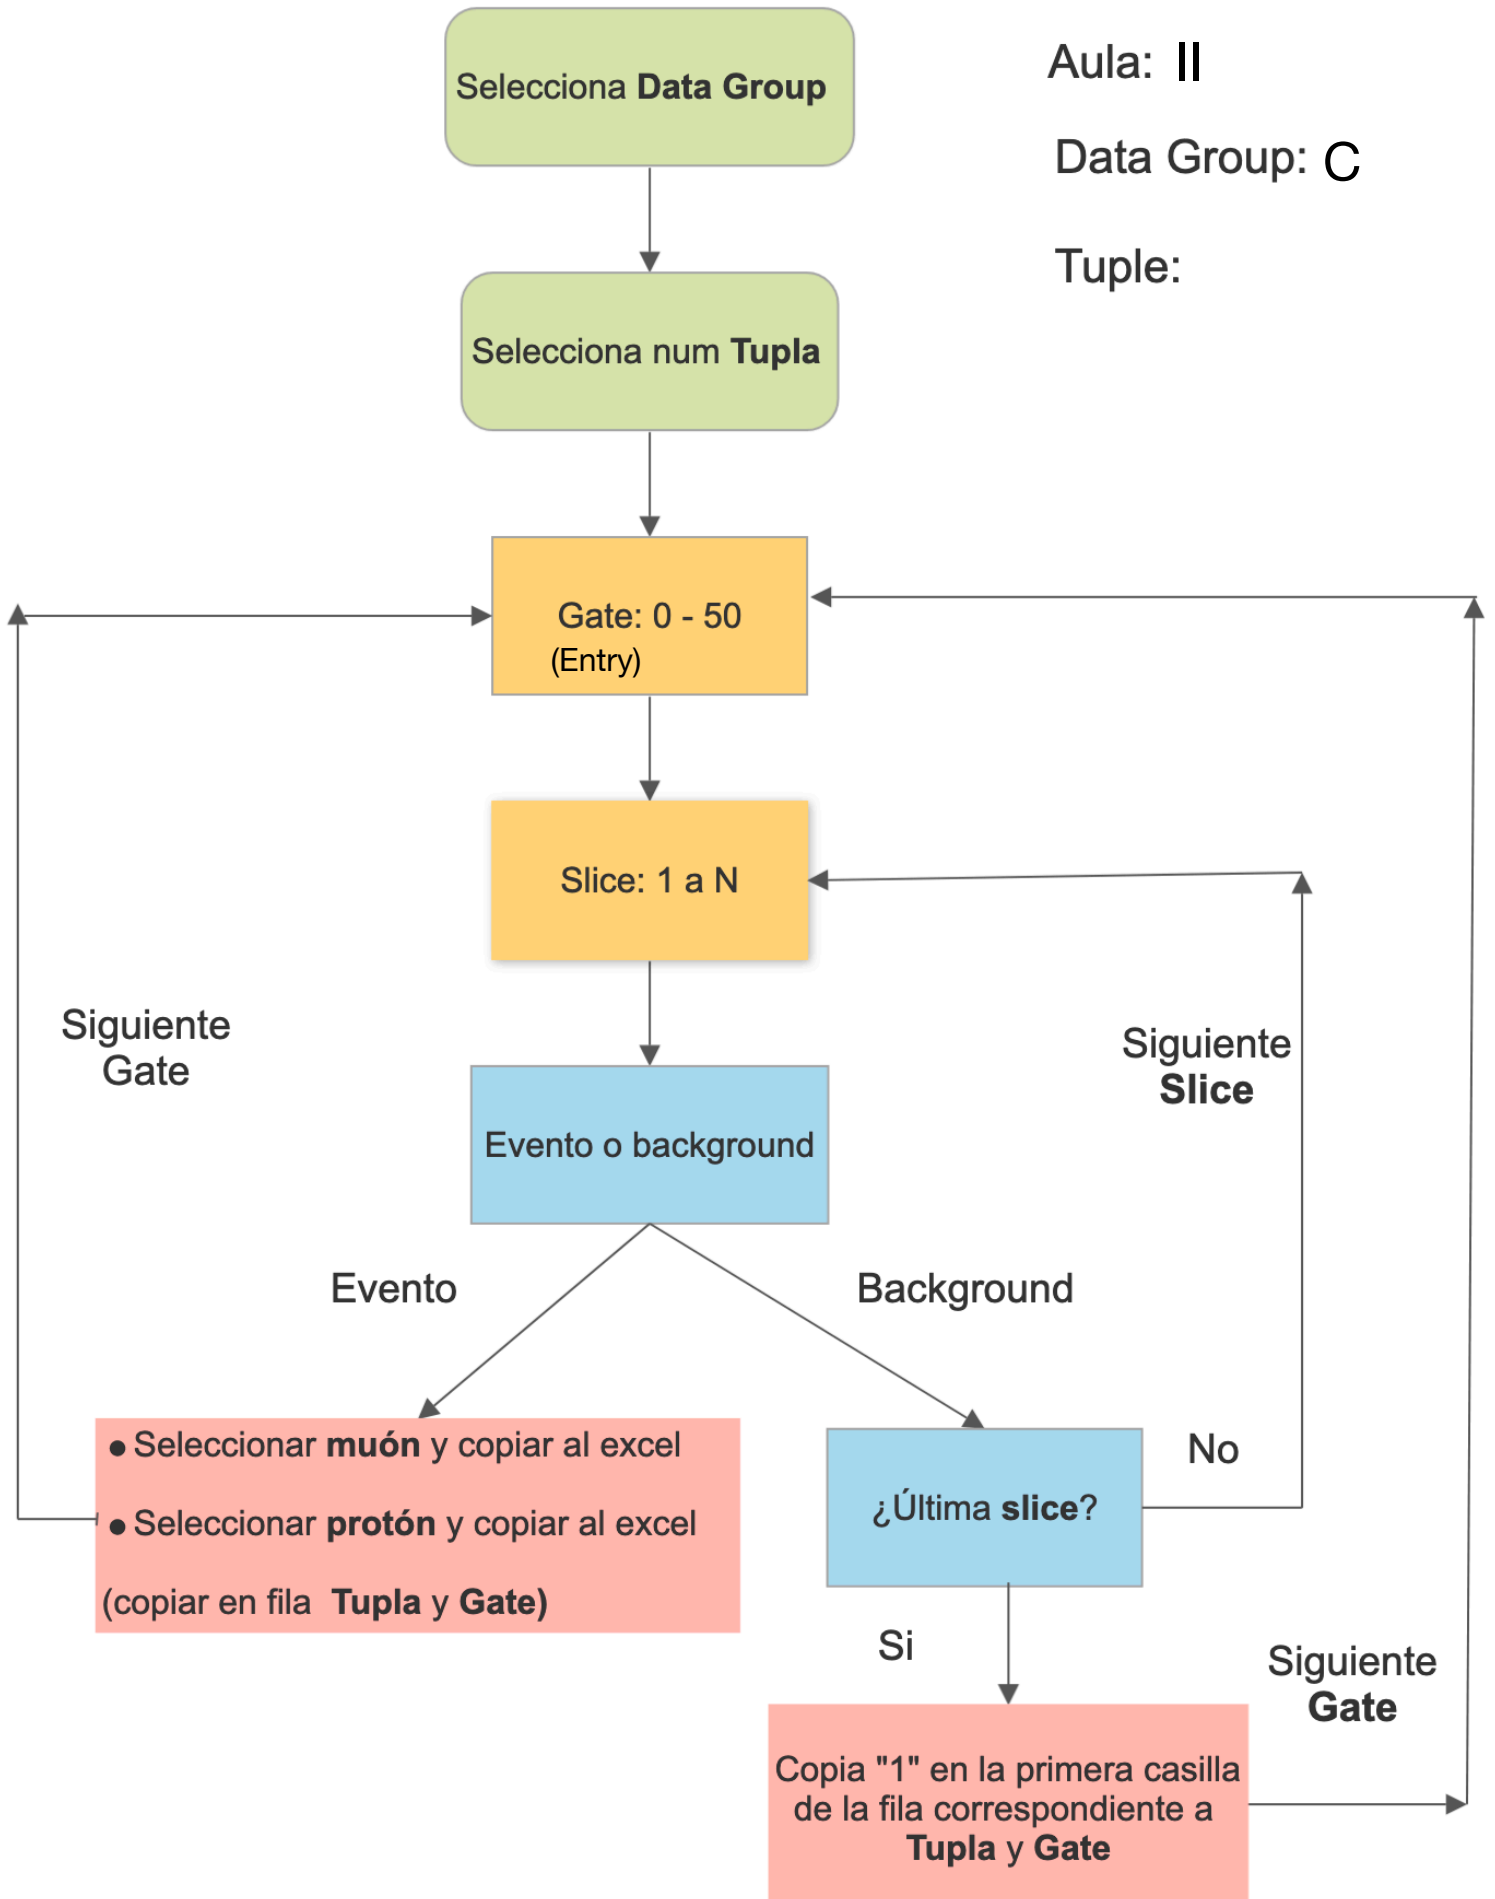 Selecciona Data Group
Aula: II
Data Group: C
Tuple:
Selecciona num Tupla
Gate: 0 - 50
(Entry)
Slice: 1 a N
Siguiente
Gate
Siguiente
Slice
Evento o background
Evento
Background
● Seleccionar muón y copiar al excel
● Seleccionar protón y copiar al excel
(copiar en fila Tupla y Gate)
¿Última slice?
No
Si
Siguiente
Gate
Copia "1" en la primera casilla
de la fila correspondiente a
Tupla y Gate